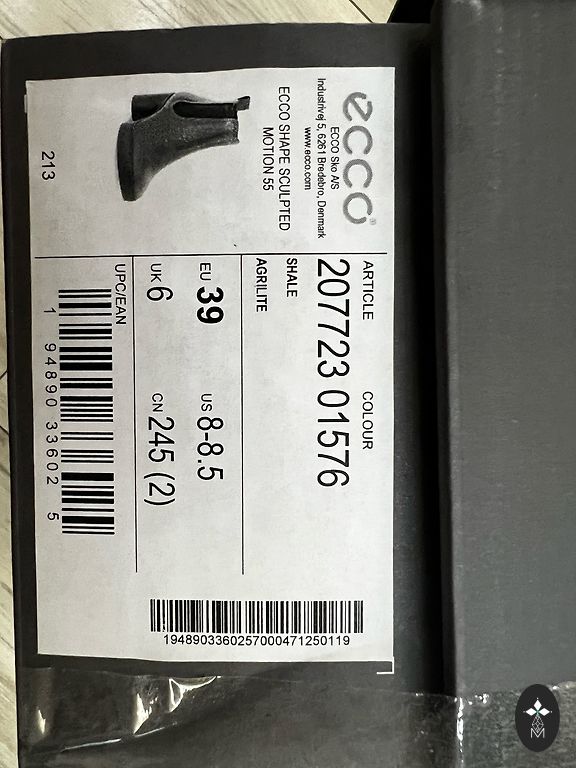 ecco®
ECCO Sko A/S
Industrivej 5, 6261 Bredebro, Denmark
www.ecco.com
ECCO SHAPE SCULPTED
MOTION 55
213
ARTICLE COLOUR
207723 01576
SHALE
AGRILITE
EU 39 US 8-8.5
UK 6 CN 245 (2)
UPC/EAN
1 94890 33602 5
1948903360257000471250119
M